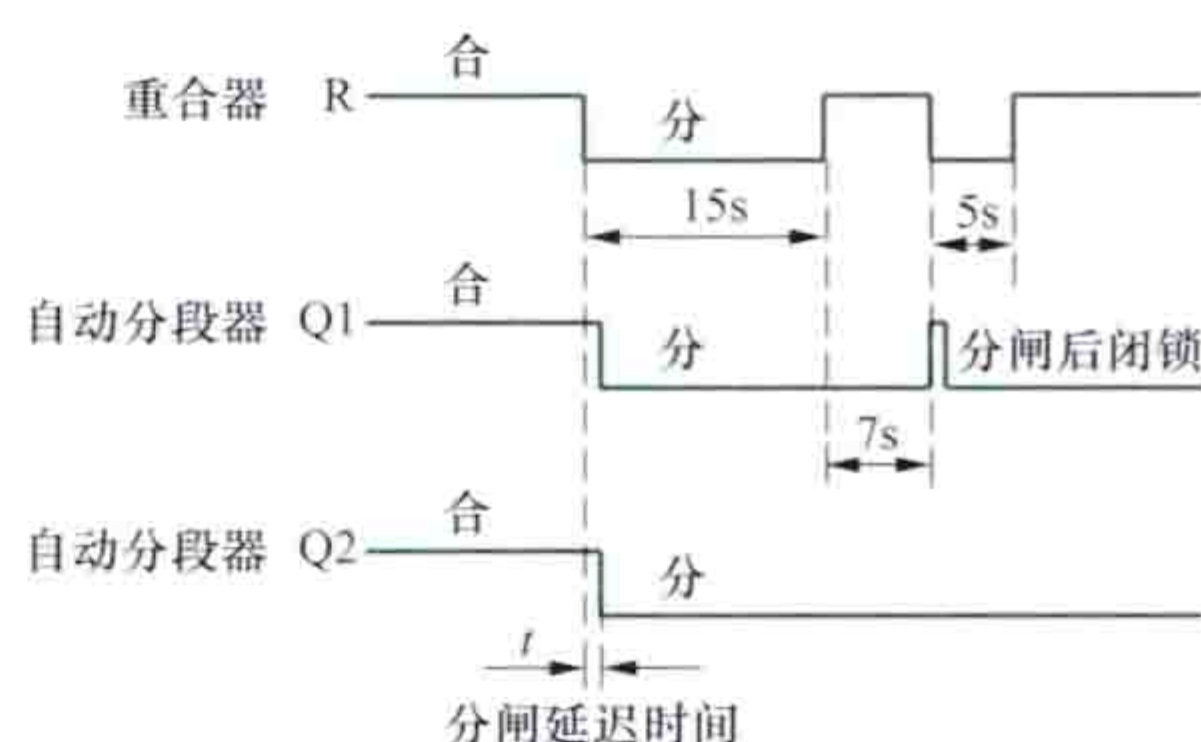 合
重合器 R
分
15s
5s
合
自动分段器 Q1
分
分闸后闭锁
7s
合
自动分段器 Q2
分
t
分闸延迟时间